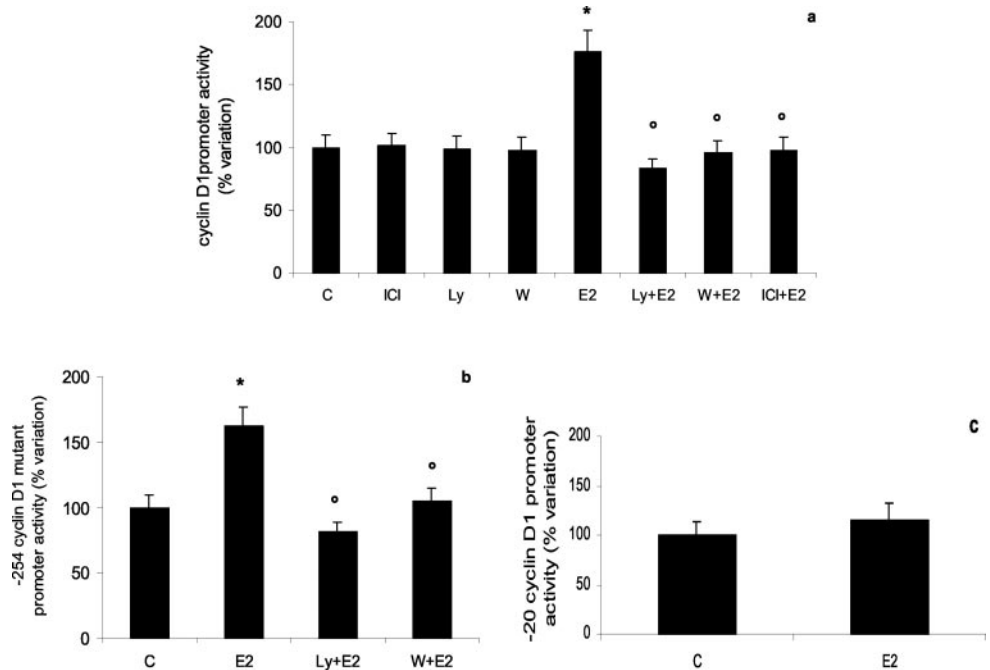 a
cyclin D1promoter activity
(% variation)
200
150
100
50
0
*
°
°
°
C ICI Ly W E2 Ly+E2 W+E2 ICI+E2
b
-254 cyclin D1 mutant
promoter activity (% variation)
200
150
100
50
0
*
°
°
C E2 Ly+E2 W+E2
c
-20 cyclin D1 promoter
activity (% variation)
200
150
100
50
0
C E2